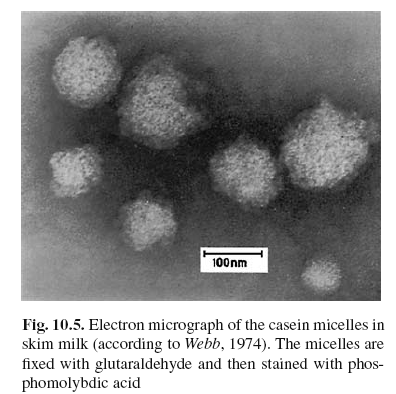 100nm
Fig. 10.5. Electron micrograph of the casein micelles in
skim milk (according to Webb, 1974). The micelles are
fixed with glutaraldehyde and then stained with phos-
phomolybdic acid